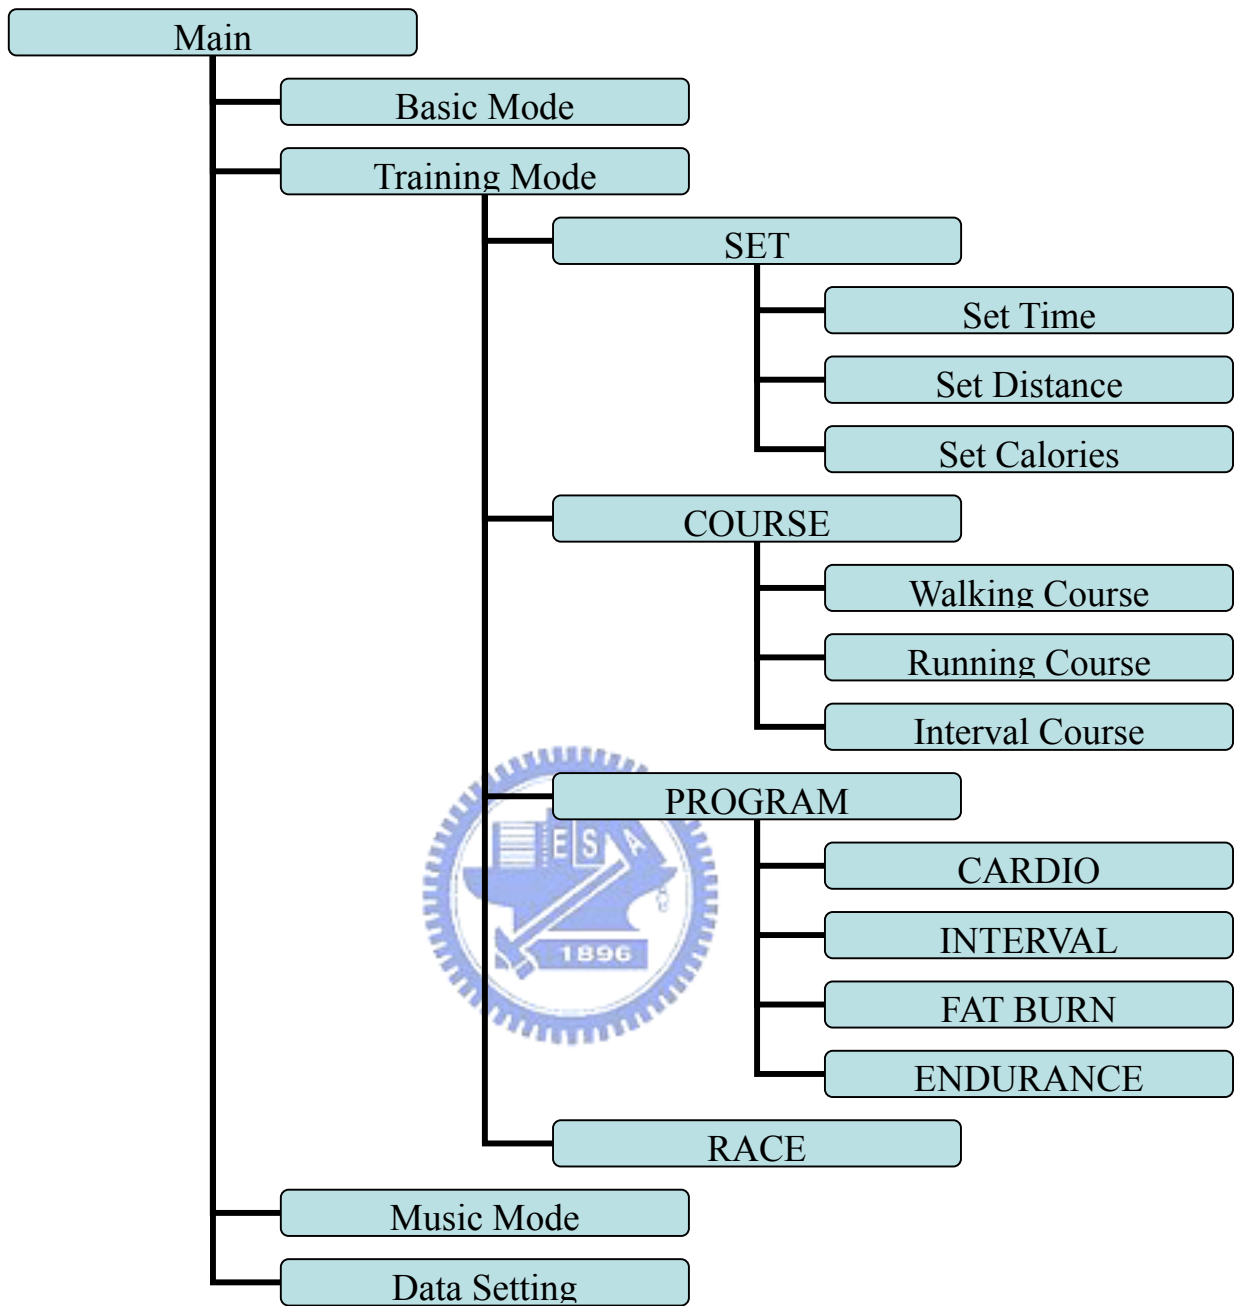 Main
Basic Mode
Training Mode
SET
Set Time
Set Distance
Set Calories
COURSE
Walking Course
Running Course
Interval Course
PROGRAM
E S A
CARDIO
INTERVAL
1896
FAT BURN
ENDURANCE
RACE
Music Mode
Data Setting